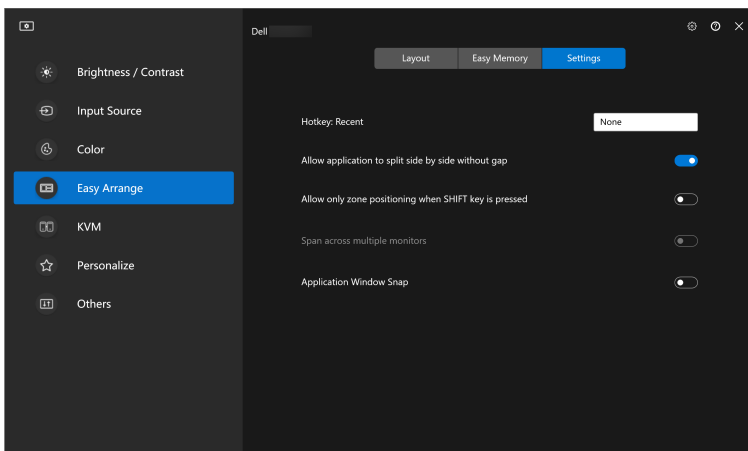 Dell
Layout
Easy Memory
Settings
Brightness / Contrast
Input Source
Color
Easy Arrange
KVM
Personalize
Others
Hotkey: Recent
None
Allow application to split side by side without gap
Allow only zone positioning when SHIFT key is pressed
Span across multiple monitors
Application Window Snap